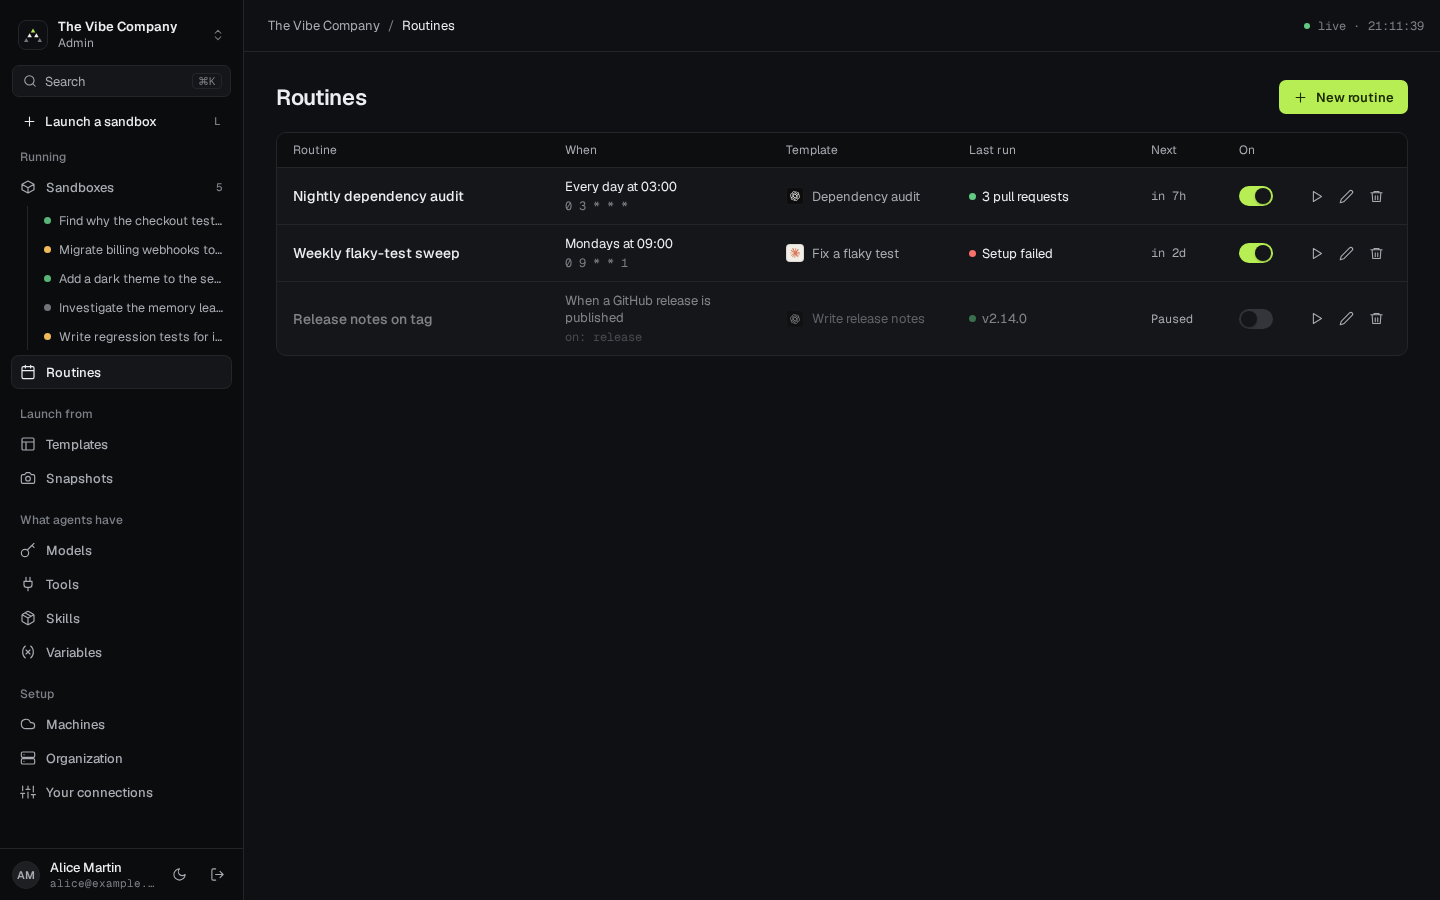 The Vibe Company
Admin
Search ⌘K
Launch a sandbox L
Running
Sandboxes 5
Find why the checkout test…
Migrate billing webhooks to…
Add a dark theme to the se…
Investigate the memory lea…
Write regression tests for i…
Routines
Launch from
Templates
Snapshots
What agents have
Models
Tools
Skills
Variables
Setup
Machines
Organization
Your connections
AM
Alice Martin
alice@example.…
The Vibe Company / Routines
live · 21:11:39
Routines
New routine
Routine When Template Last run Next On
Nightly dependency audit
Every day at 03:00
0 3 * * *
Dependency audit
3 pull requests
in 7h
Weekly flaky-test sweep
Mondays at 09:00
0 9 * * 1
Fix a flaky test
Setup failed
in 2d
Release notes on tag
When a GitHub release is
published
on: release
Write release notes
v2.14.0
Paused